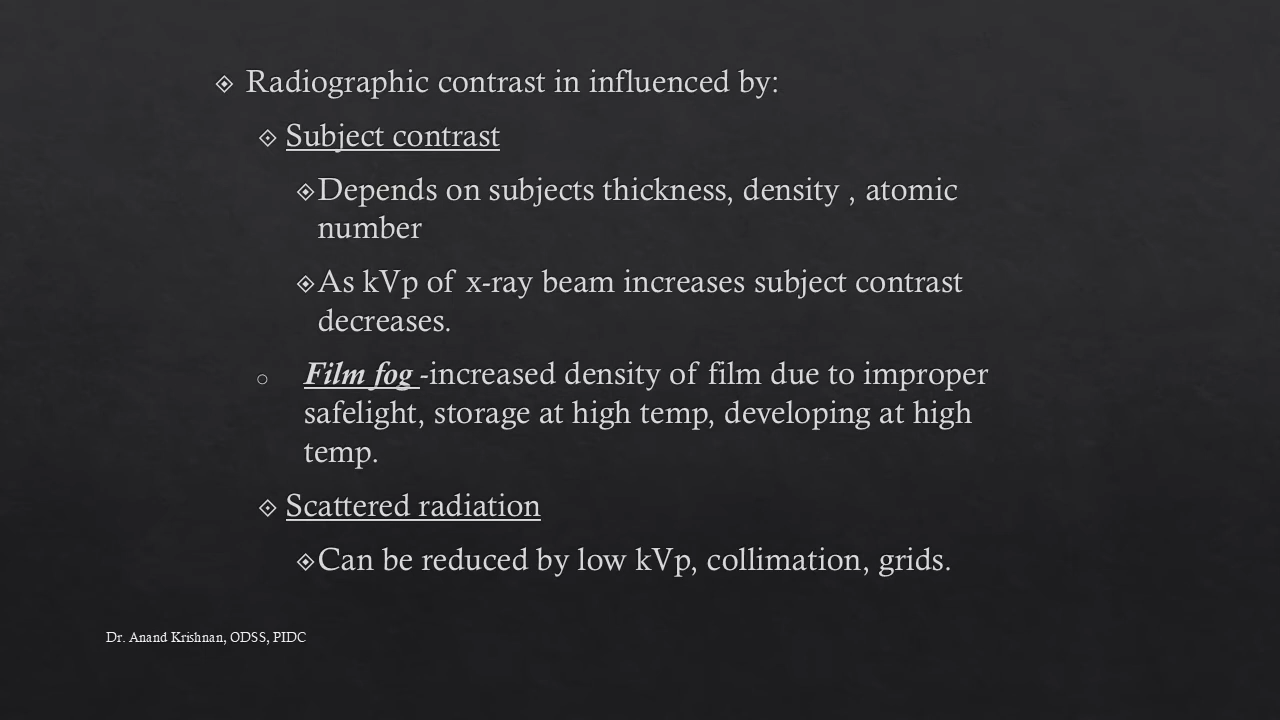 Radiographic contrast in influenced by:
Subject contrast
Depends on subjects thickness, density , atomic
number
As kVp of x-ray beam increases subject contrast
decreases.
Film fog -increased density of film due to improper
safelight, storage at high temp, developing at high
temp.
Scattered radiation
Can be reduced by low kVp, collimation, grids.
Dr. Anand Krishnan, ODSS, PIDC